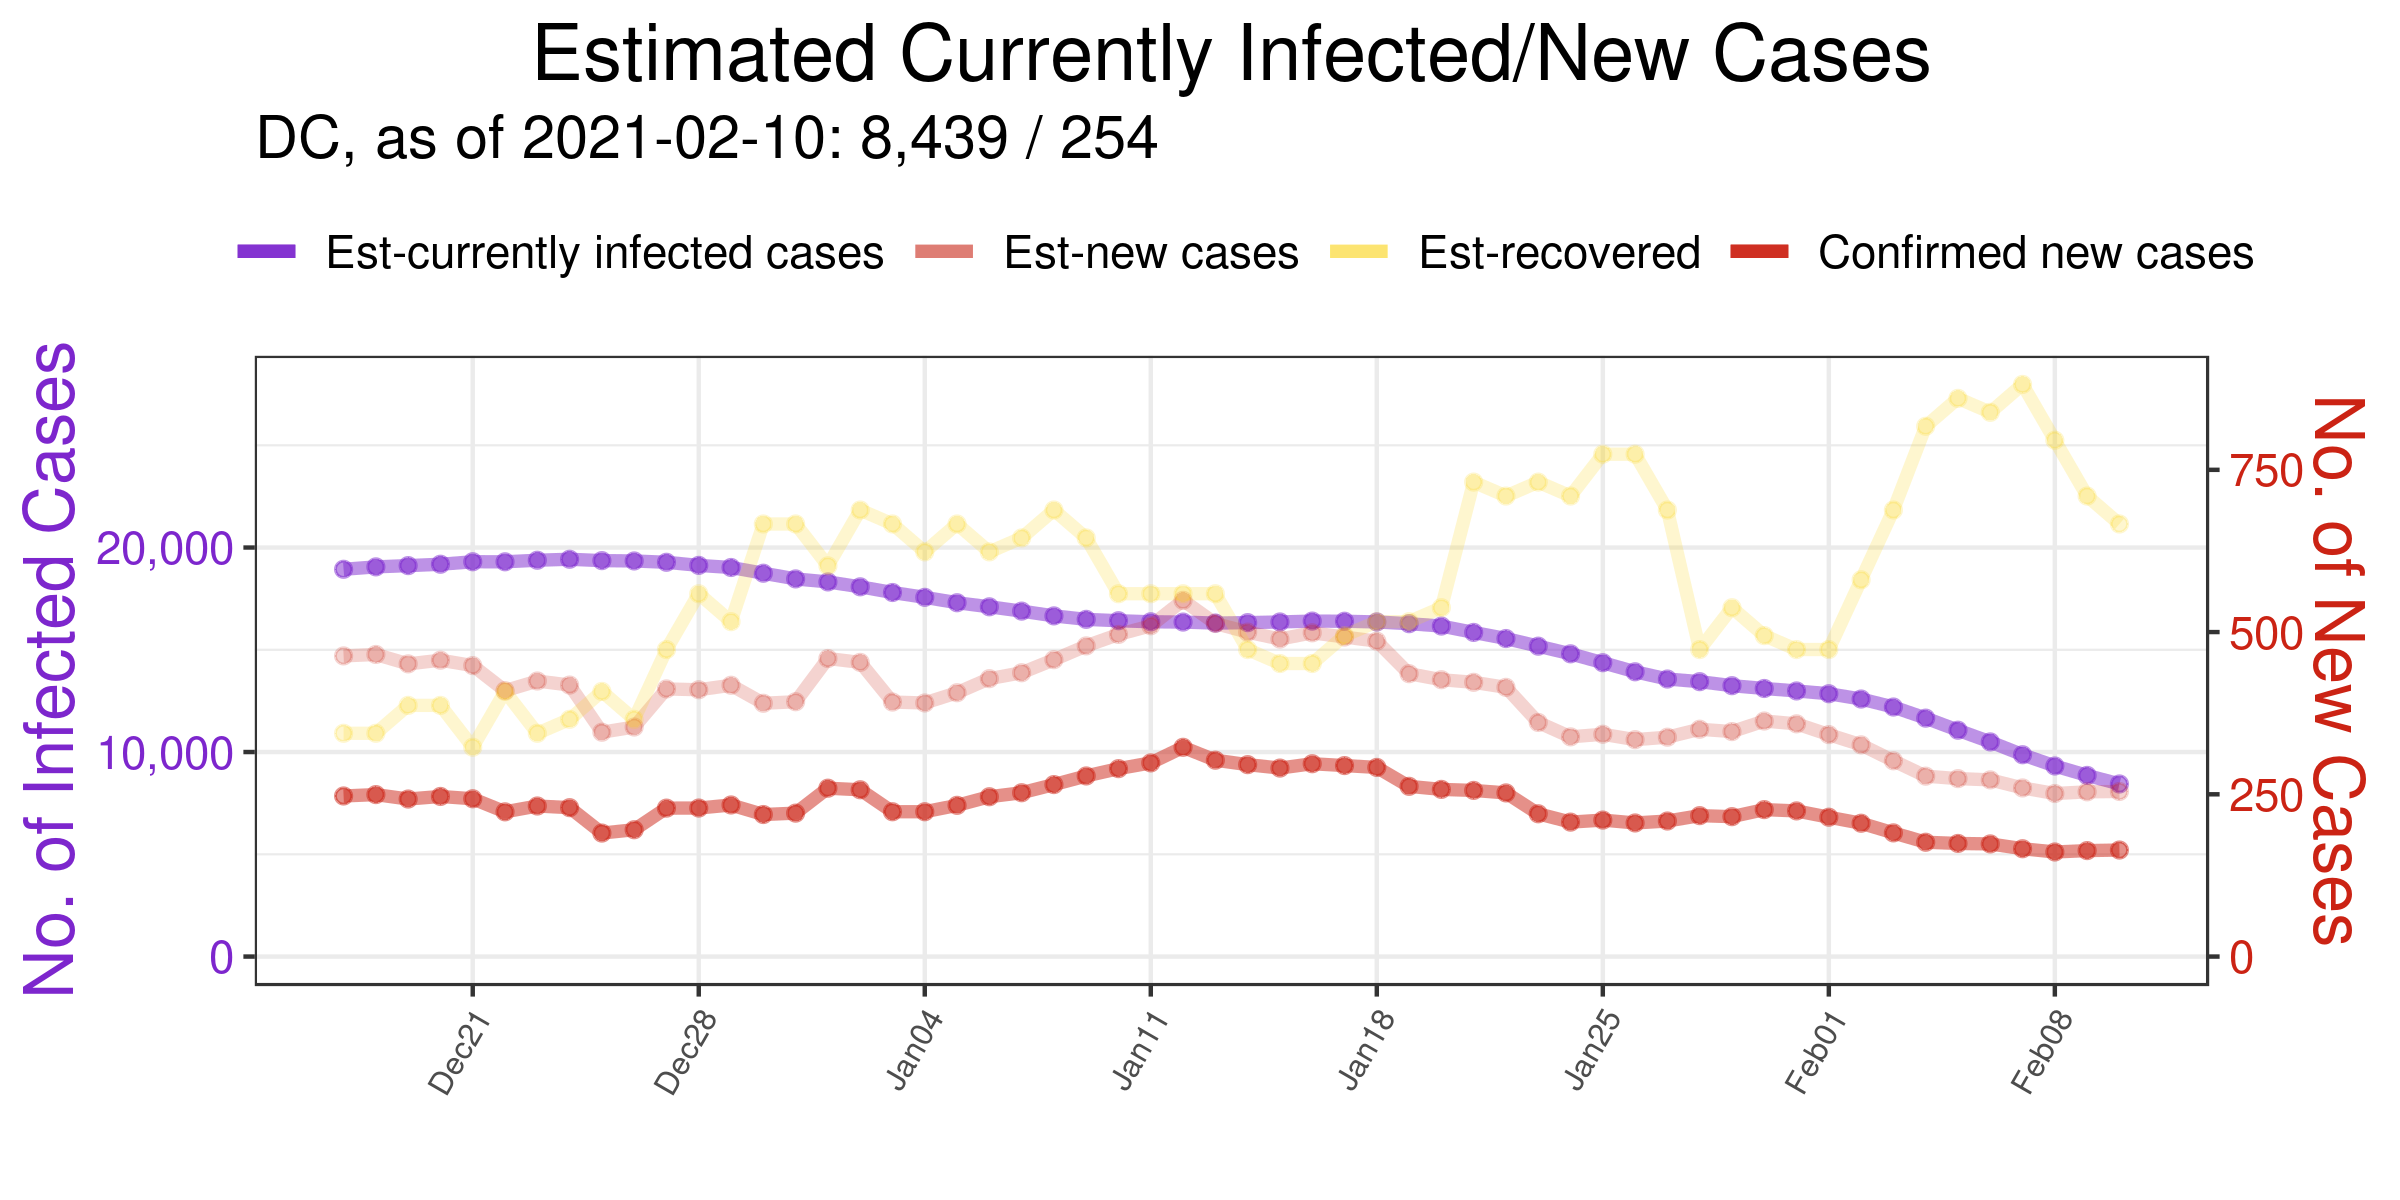 Estimated Currently Infected/New Cases
DC, as of 2021-02-10: 8,439 / 254
Est-currently infected cases Est-new cases Est-recovered Confirmed new cases
No. of Infected Cases
20,000
10,000
0
No. of New Cases
750
500
250
0
Dec21 Dec28 Jan04 Jan11 Jan18 Jan25 Feb01 Feb08